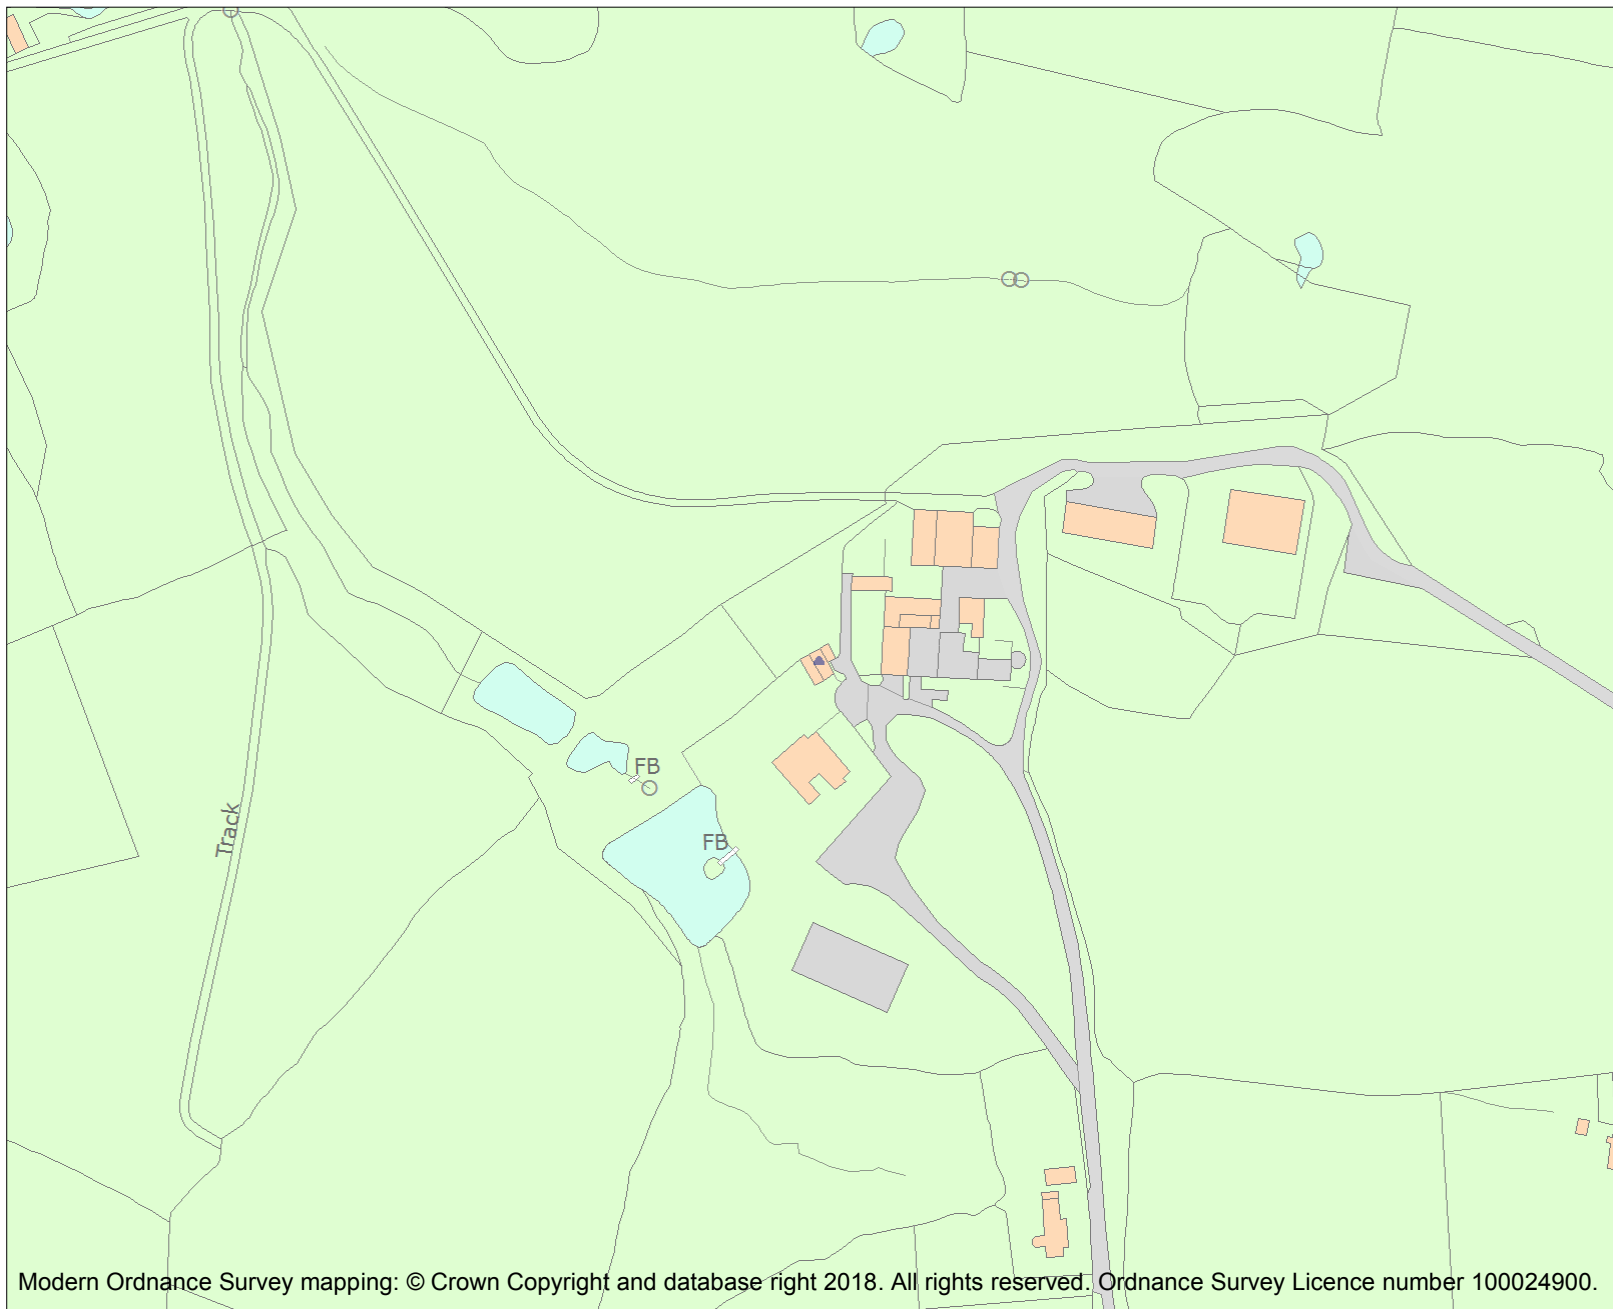 FB
FB
Track
Modern Ordnance Survey mapping: © Crown Copyright and database right 2018. All rights reserved. Ordnance Survey Licence number 100024900.